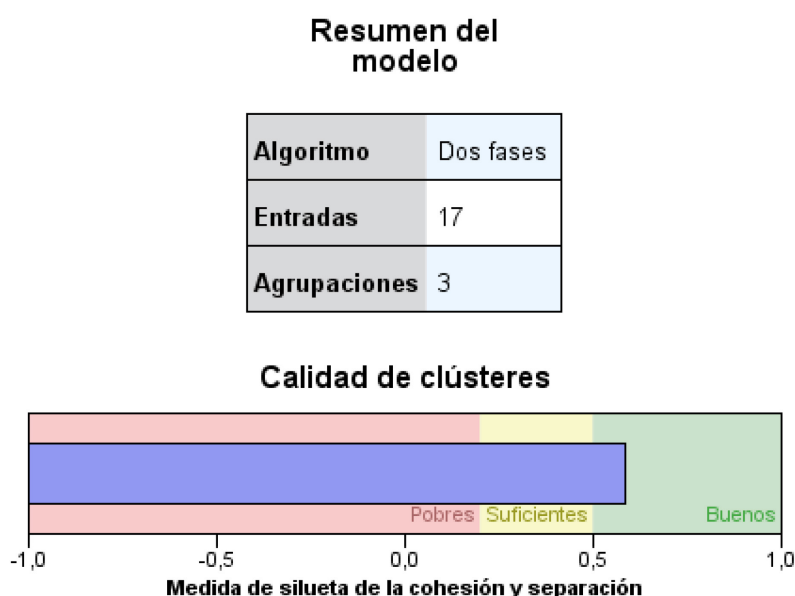 Resumen del
modelo
Algoritmo Dos fases
Entradas 17
Agrupaciones 3
Calidad de clústeres
Pobres Suficientes Buenos
-1,0 -0,5 0,0 0,5 1,0
Medida de silueta de la cohesión y separación